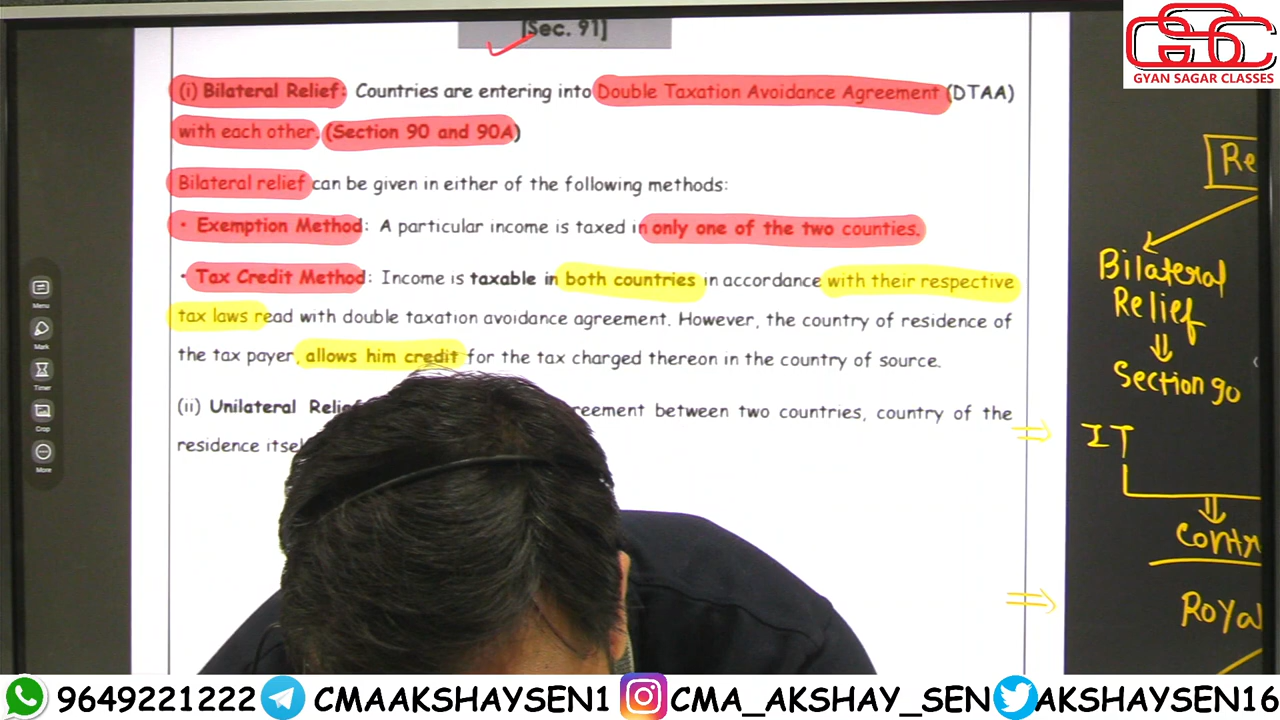 [Sec. 91]
(i) Bilateral Relief: Countries are entering into Double Taxation Avoidance Agreement (DTAA)
with each other. (Section 90 and 90A)
Bilateral relief can be given in either of the following methods:
• Exemption Method: A particular income is taxed in only one of the two counties.
• Tax Credit Method: Income is taxable in both countries in accordance with their respective
tax laws read with double taxation avoidance agreement. However, the country of residence of
the tax payer, allows him credit for the tax charged thereon in the country of source.
(ii) Unilateral Relief reement between two countries, country of the
residence itsel
Menu
Mark
Timer
Crop
More
GSC
GYAN SAGAR CLASSES
Re
Bilateral
Relief
⇓
Section 90
⇒ IT
⇓
Contr
⇒ Roya
9649221222 CMAAKSHAYSEN1 CMA_AKSHAY_SEN AKSHAYSEN16